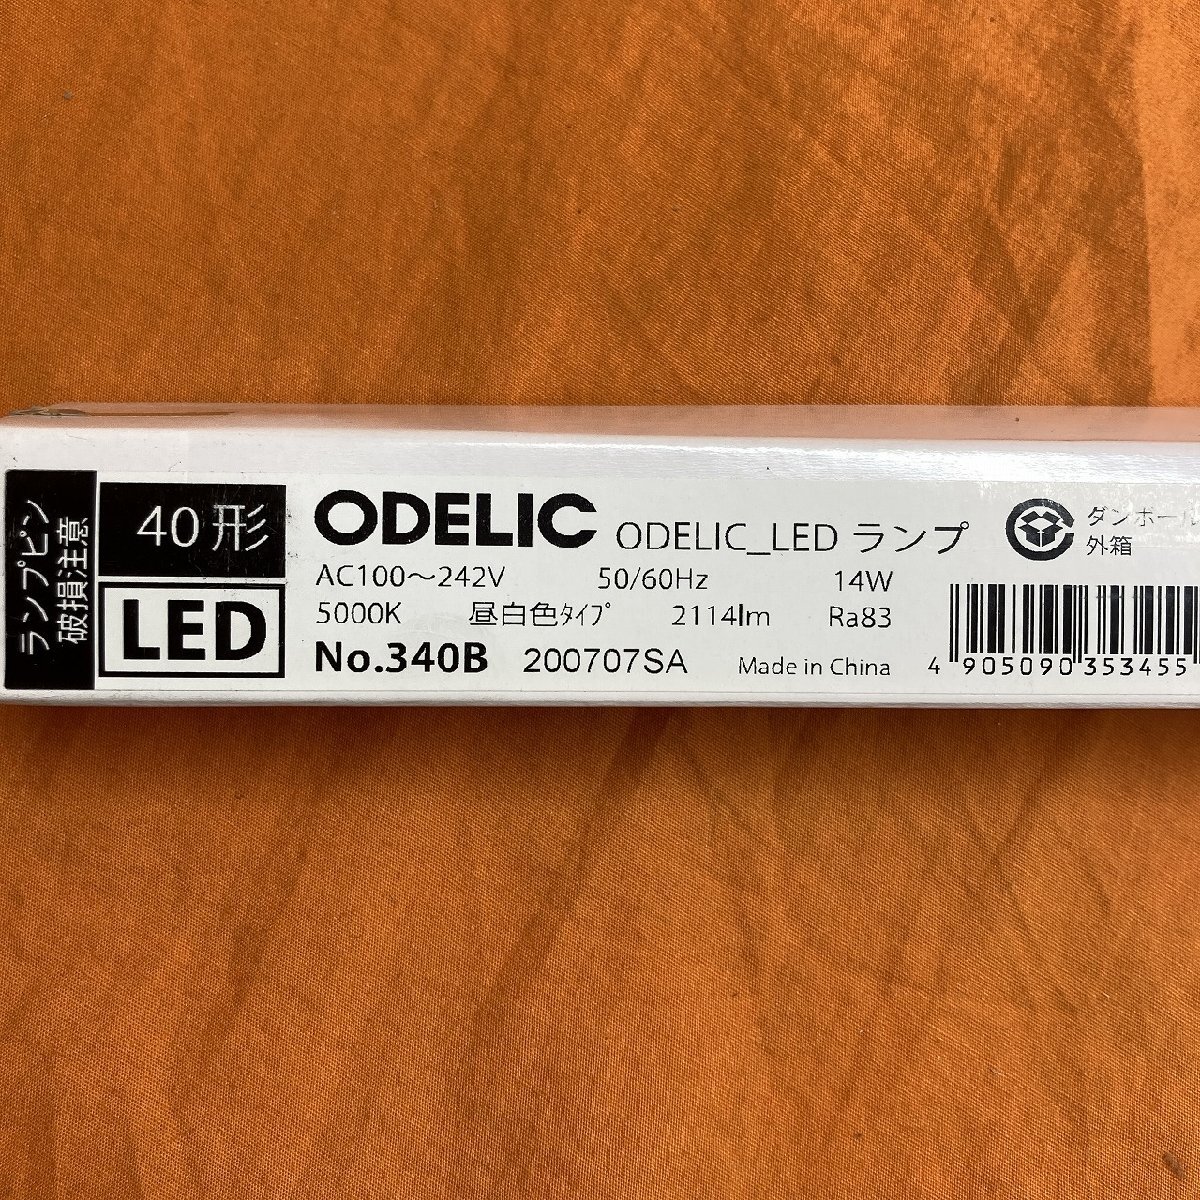 ランプピン
破損注意
40形
LED
ODELIC ODELIC_LED ランプ
AC100～242V 50/60Hz 14W
5000K 昼白色ﾀｲﾌﾟ 2114lm Ra83
No.340B 200707SA Made in China
ダンボール
外箱
4 905090 353455